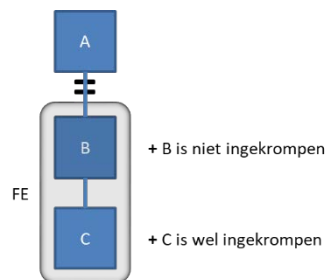 A
B
+ B is niet ingekrompen
FE
C
+ C is wel ingekrompen